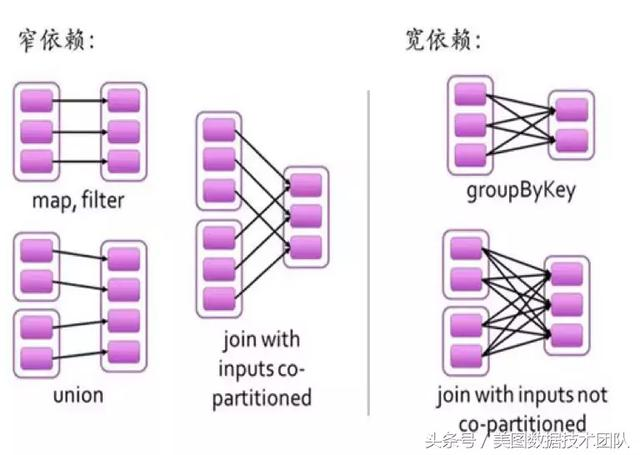 窄依赖:
map, filter
union
join with
inputs co-
partitioned
宽依赖:
groupByKey
join with inputs not
co-partitioned
头条号 / 美图数据技术团队